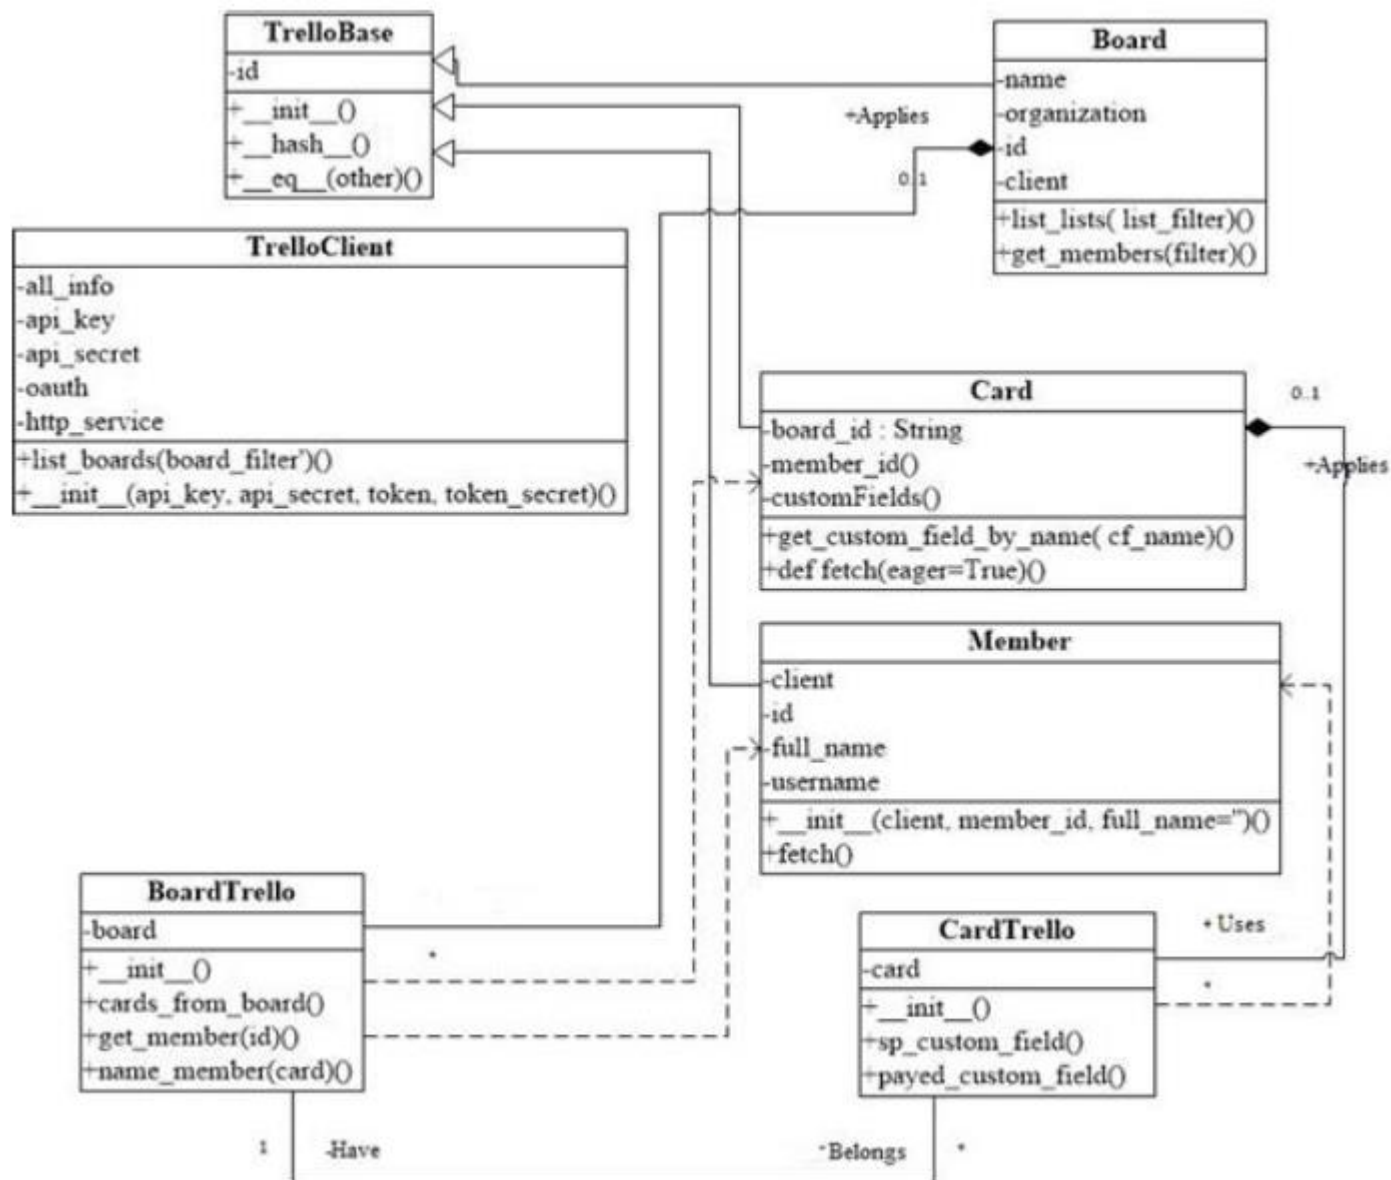 TrelloBase
-id
+__init__()
+__hash__()
+__eq__(other)()
Board
-name
-organization
-id
-client
+list_lists( list_filter)()
+get_members(filter)()
+Applies
0.1
TrelloClient
-all_info
-api_key
-api_secret
-oauth
-http_service
+list_boards(board_filter')()
+__init__(api_key, api_secret, token, token_secret)()
Card
-board_id : String
-member_id()
-customFields()
+get_custom_field_by_name( cf_name)()
+def fetch(eager=True)()
0..1
+Applies
Member
-client
-id
-full_name
-username
+__init__(client, member_id, full_name='')()
+fetch()
BoardTrello
-board
+__init__()
+cards_from_board()
+get_member(id)()
+name_member(card)()
*
CardTrello
-card
+__init__()
+sp_custom_field()
+payed_custom_field()
+Uses
*
1
-Have
-Belongs
*